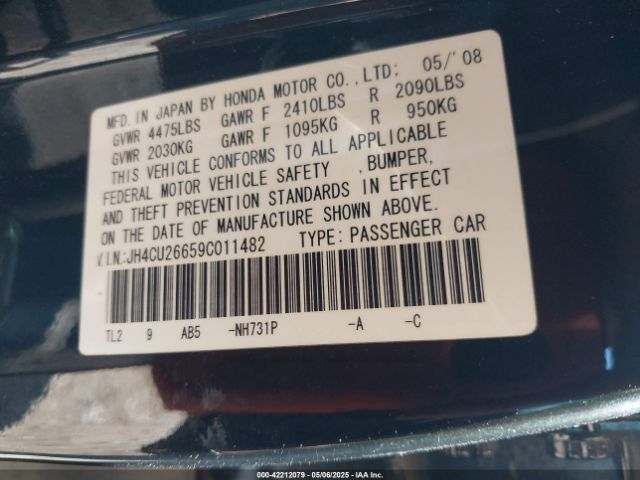 MFD. IN JAPAN BY HONDA MOTOR CO., LTD; 05/'08
GVWR 4475LBS GAWR F 2410LBS R 2090LBS
GVWR 2030KG GAWR F 1095KG R 950KG
THIS VEHICLE CONFORMS TO ALL APPLICABLE
FEDERAL MOTOR VEHICLE SAFETY , BUMPER,
AND THEFT PREVENTION STANDARDS IN EFFECT
ON THE DATE OF MANUFACTURE SHOWN ABOVE.
V.I.N.:JH4CU26659C011482 TYPE: PASSENGER CAR
TL2 9 AB5 -NH731P -A -C
000-42212079 - 05/06/2025 - IAA Inc.